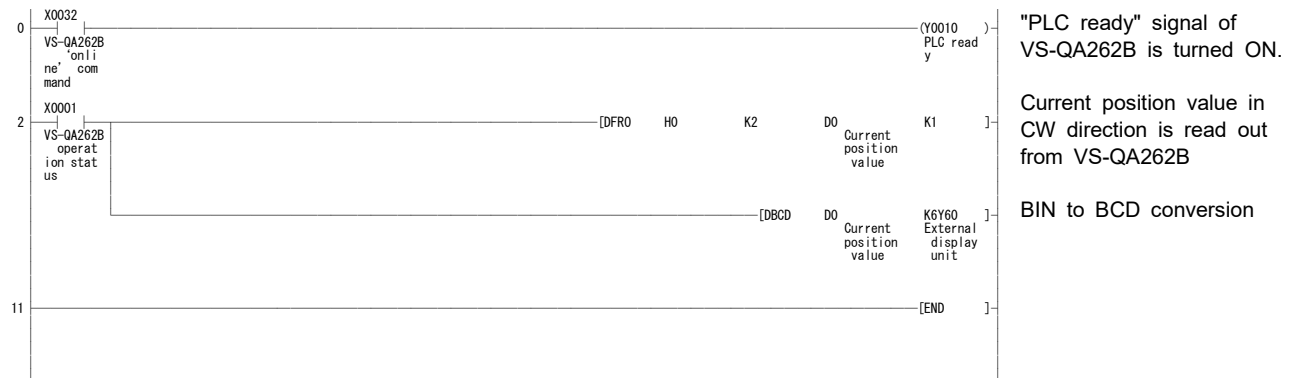 X0032
0 (Y0010 )
VS-QA262B PLC read
'onli y
ne' com
mand
"PLC ready" signal of
VS-QA262B is turned ON.
X0001
2 [DFRO H0 K2 D0 K1 ]
VS-QA262B Current
operat position
ion stat value
us
Current position value in
CW direction is read out
from VS-QA262B
[DBCD D0 K6Y60 ]
Current External
position display
value unit
BIN to BCD conversion
11 [END ]